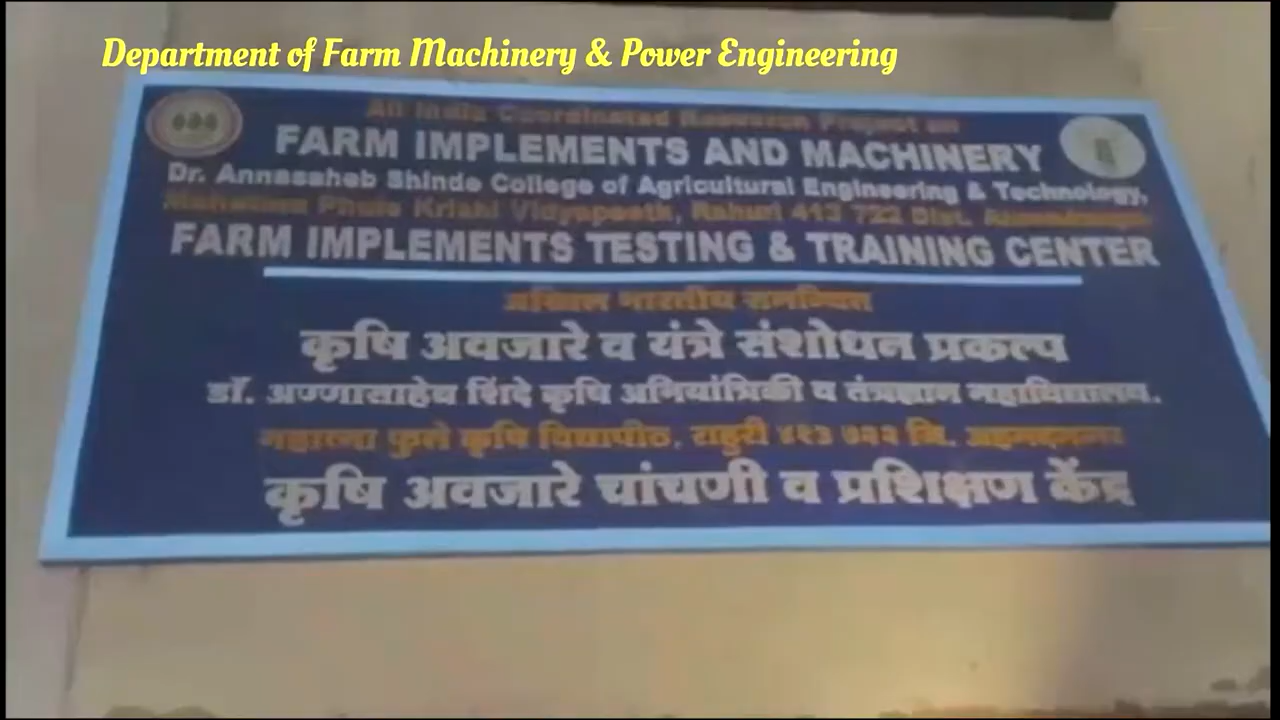 Department of Farm Machinery & Power Engineering
All India Coordinated Research Project on
FARM IMPLEMENTS AND MACHINERY
Dr. Annasaheb Shinde College of Agricultural Engineering & Technology,
Mahatma Phule Krishi Vidyapeeth, Rahuri 413 722 Dist. Ahmednagar
FARM IMPLEMENTS TESTING & TRAINING CENTER
अखिल भारतीय समन्वित
कृषि अवजारे व यंत्रे संशोधन प्रकल्प
डॉ. अण्णासाहेब शिंदे कृषि अभियांत्रिकी व तंत्रज्ञान महाविद्यालय,
महात्मा फुले कृषि विद्यापीठ, राहुरी ४१३ ७२२ जि. अहमदनगर
कृषि अवजारे चांचणी व प्रशिक्षण केंद्र